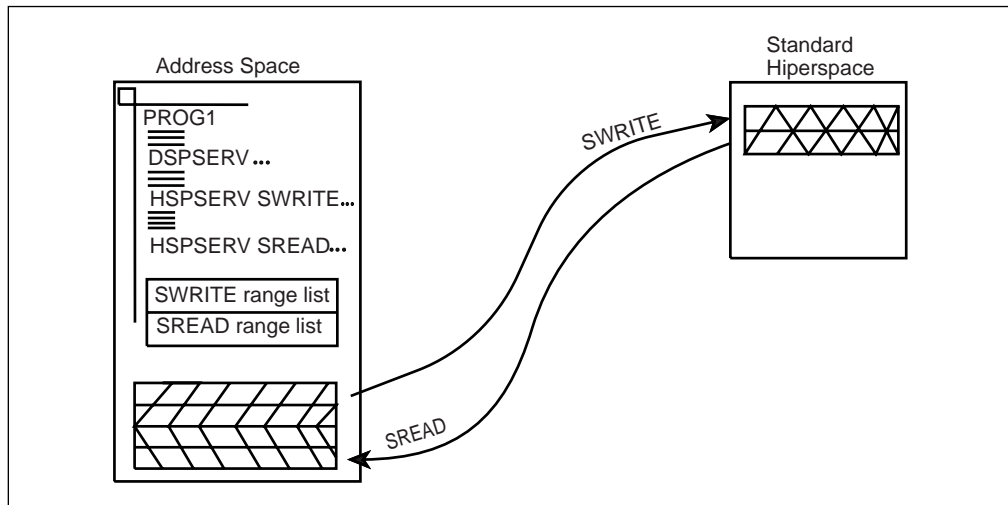 Address Space
PROG1
DSPSERV ...
HSPSERV SWRITE...
HSPSERV SREAD...
SWRITE range list
SREAD range list
SWRITE
SREAD
Standard
Hiperspace